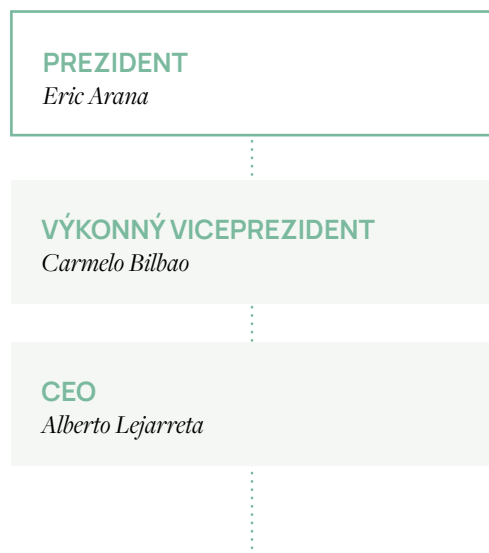 PREZIDENT
Eric Arana
VÝKONNÝ VICEPREZIDENT
Carmelo Bilbao
CEO
Alberto Lejarreta